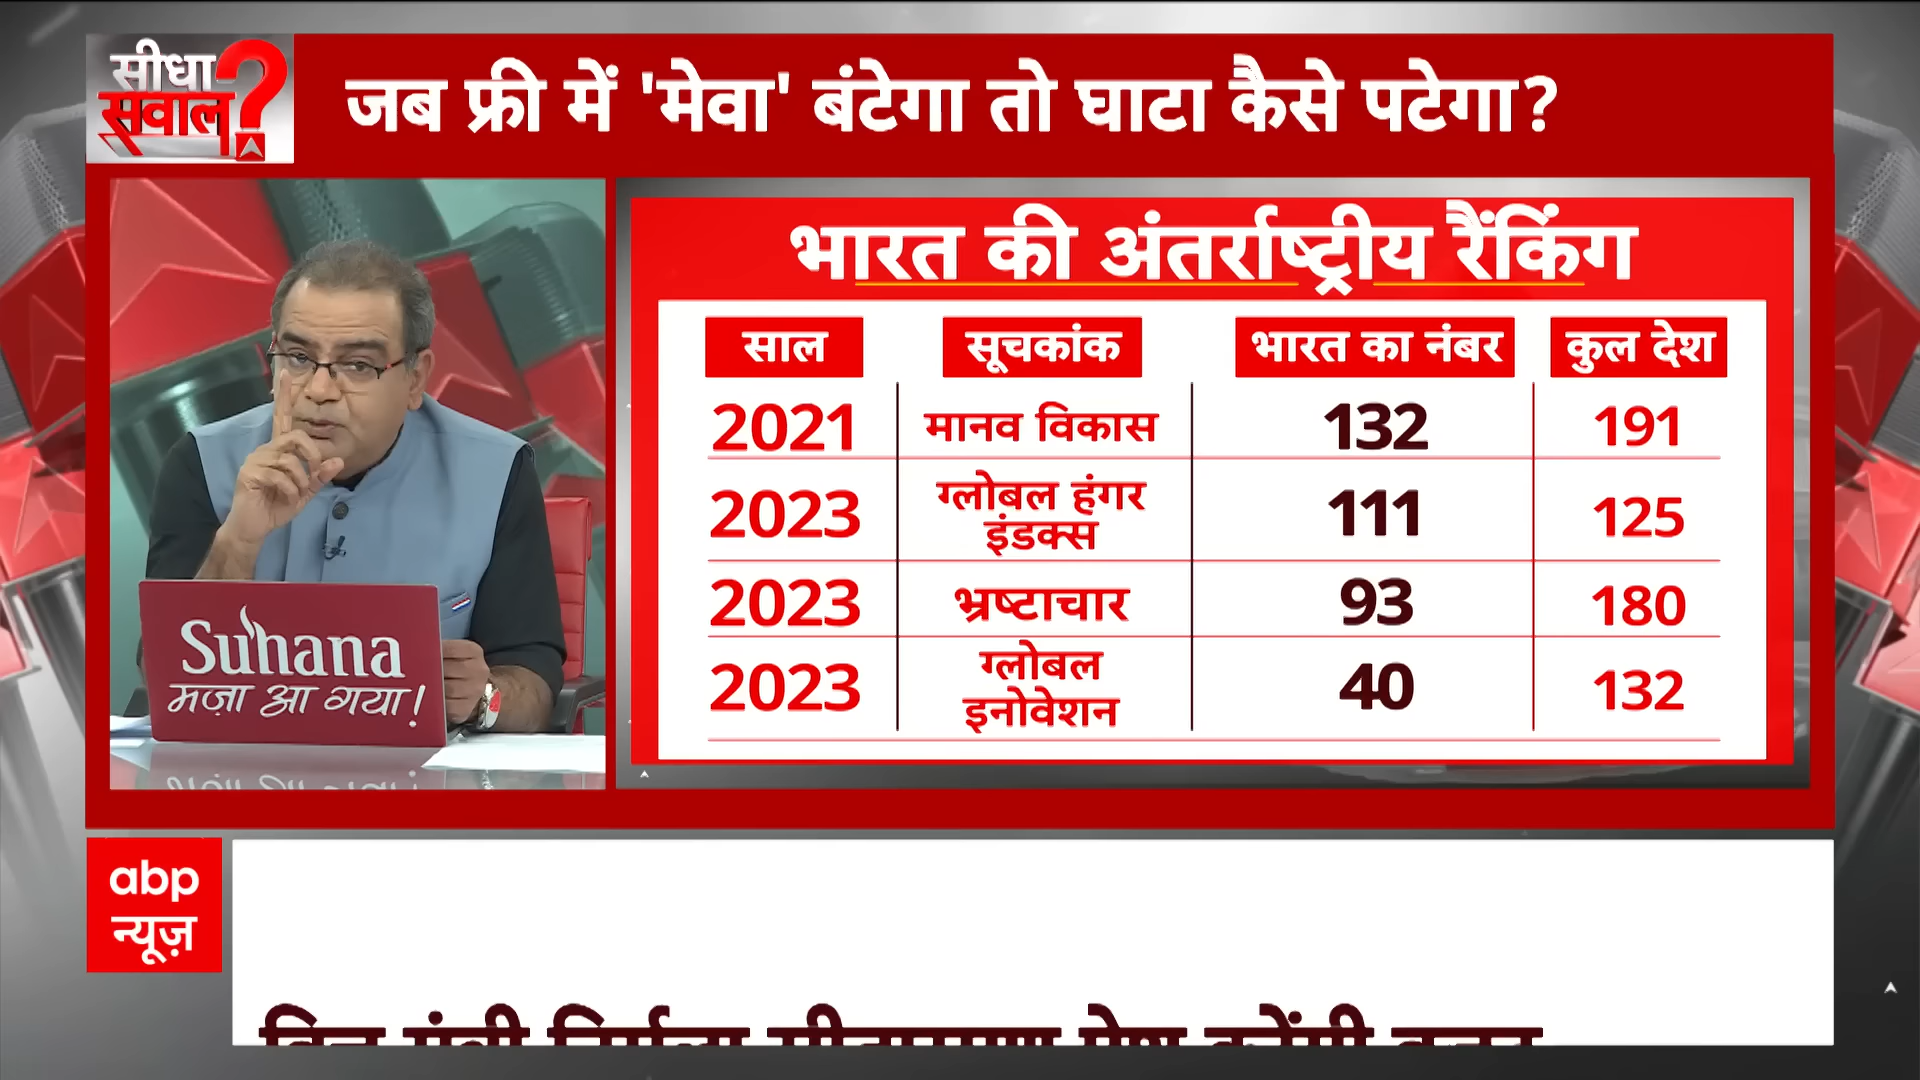 सीधा
सवाल?
जब फ्री में 'मेवा' बंटेगा तो घाटा कैसे पटेगा?
भारत की अंतर्राष्ट्रीय रैंकिंग
साल सूचकांक भारत का नंबर कुल देश
2021 मानव विकास 132 191
2023 ग्लोबल हंगर इंडक्स 111 125
2023 भ्रष्टाचार 93 180
2023 ग्लोबल इनोवेशन 40 132
Suhana
मज़ा आ गया!
abp
न्यूज़